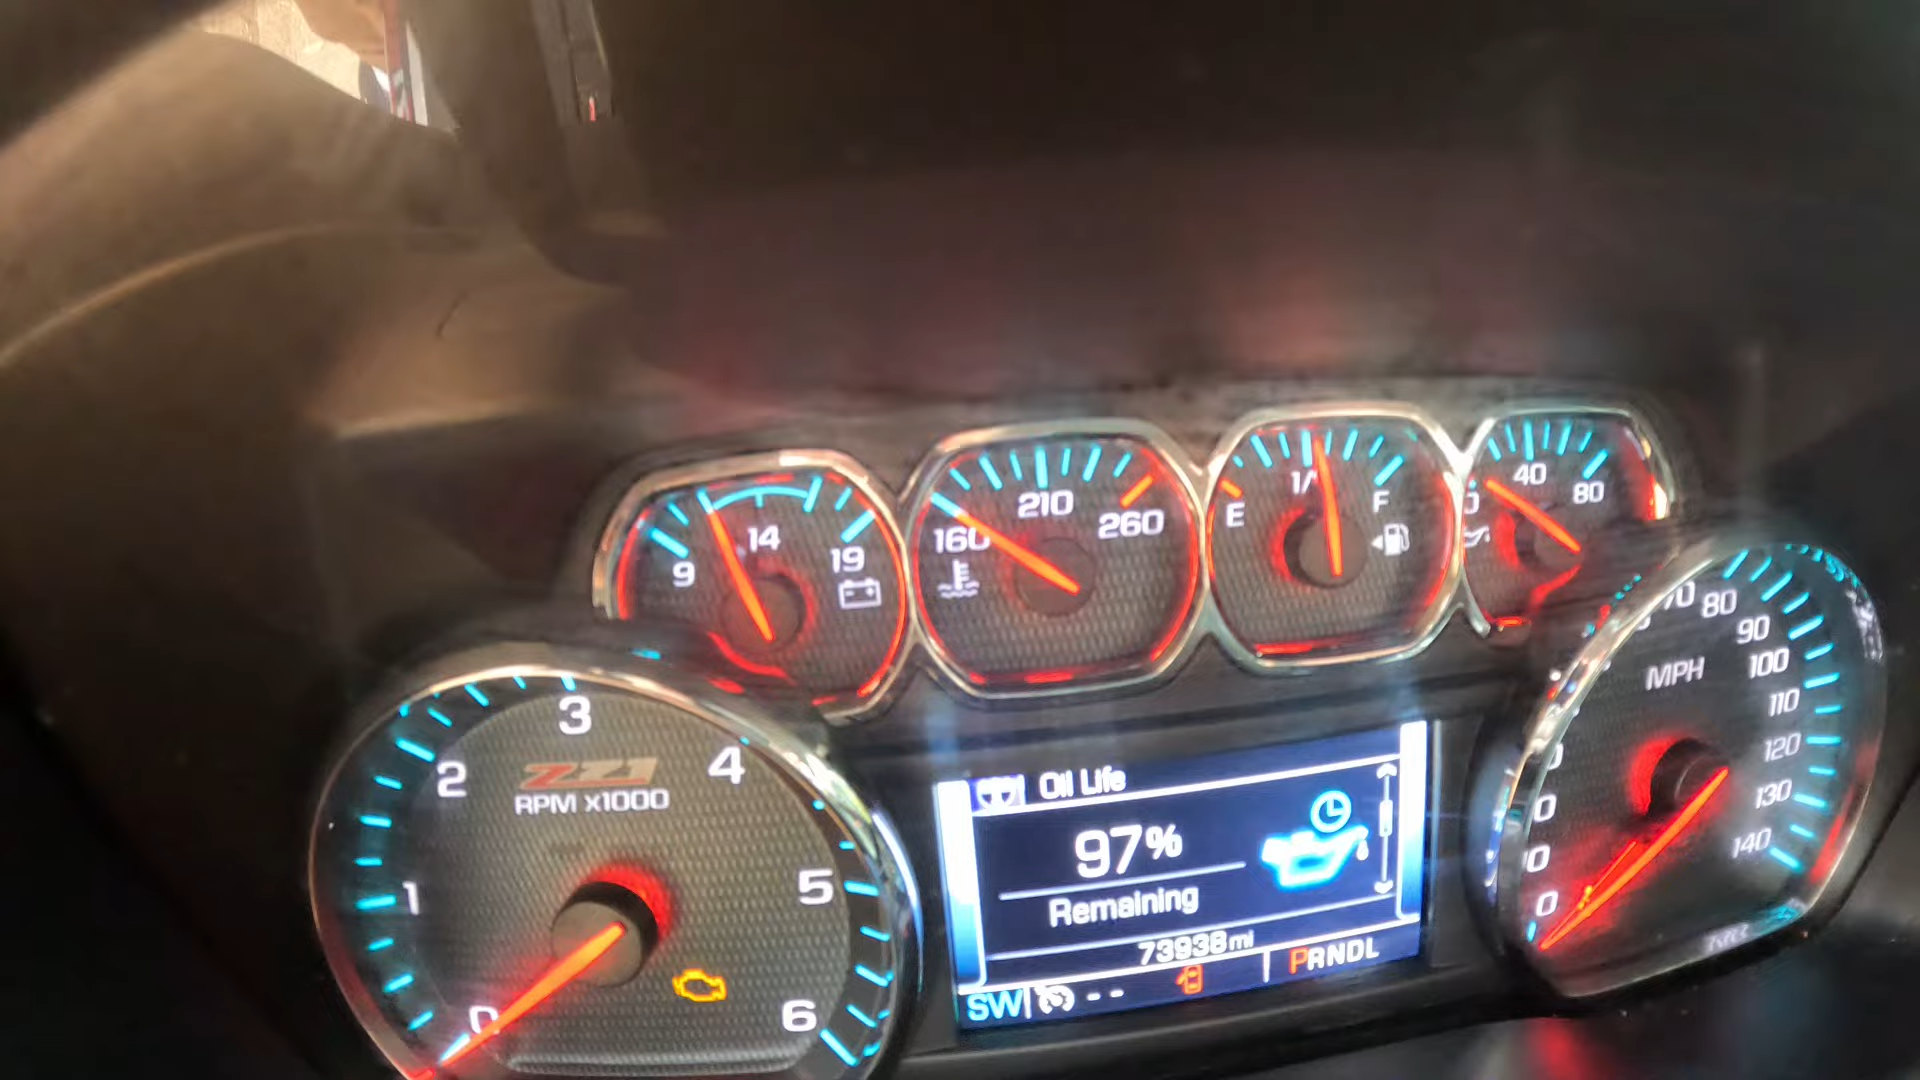 9 14 19
160 210 260
E F
40 80
0 1 2 3 4 5 6
Z71
RPM X1000
80 90 100 110 120 130 140
MPH
Oil Life
97%
Remaining
73938 mi
SW -- PRNDL